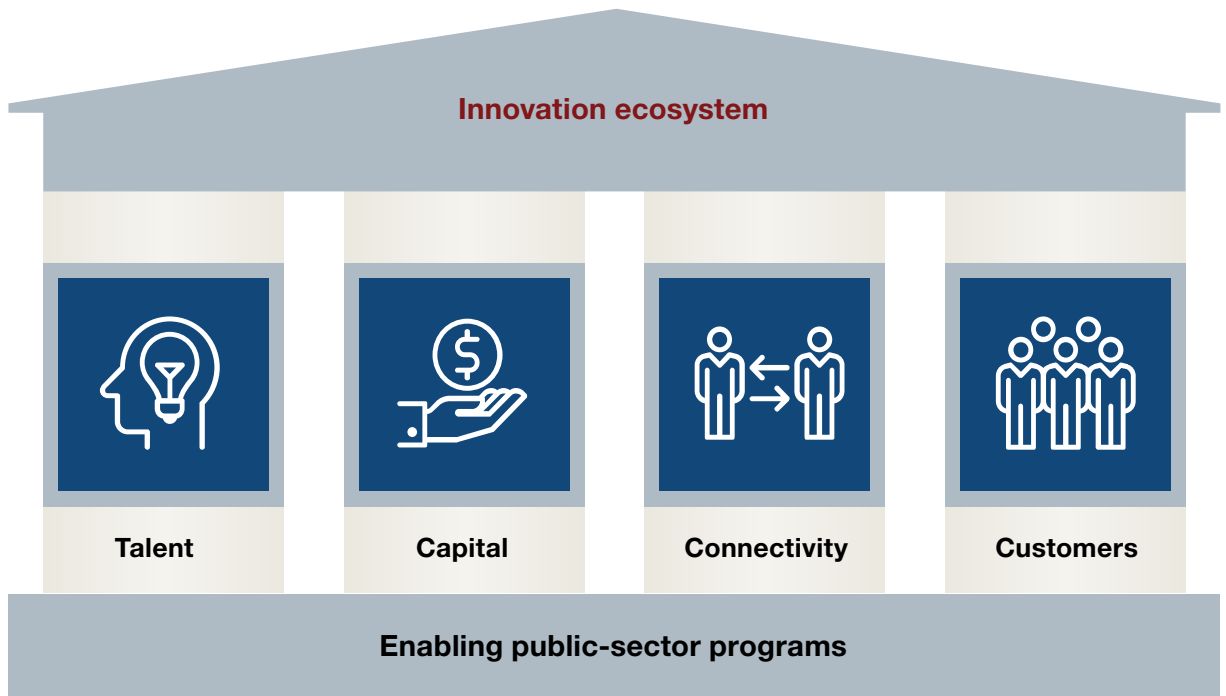 Innovation ecosystem
Talent
Capital
Connectivity
Customers
Enabling public-sector programs